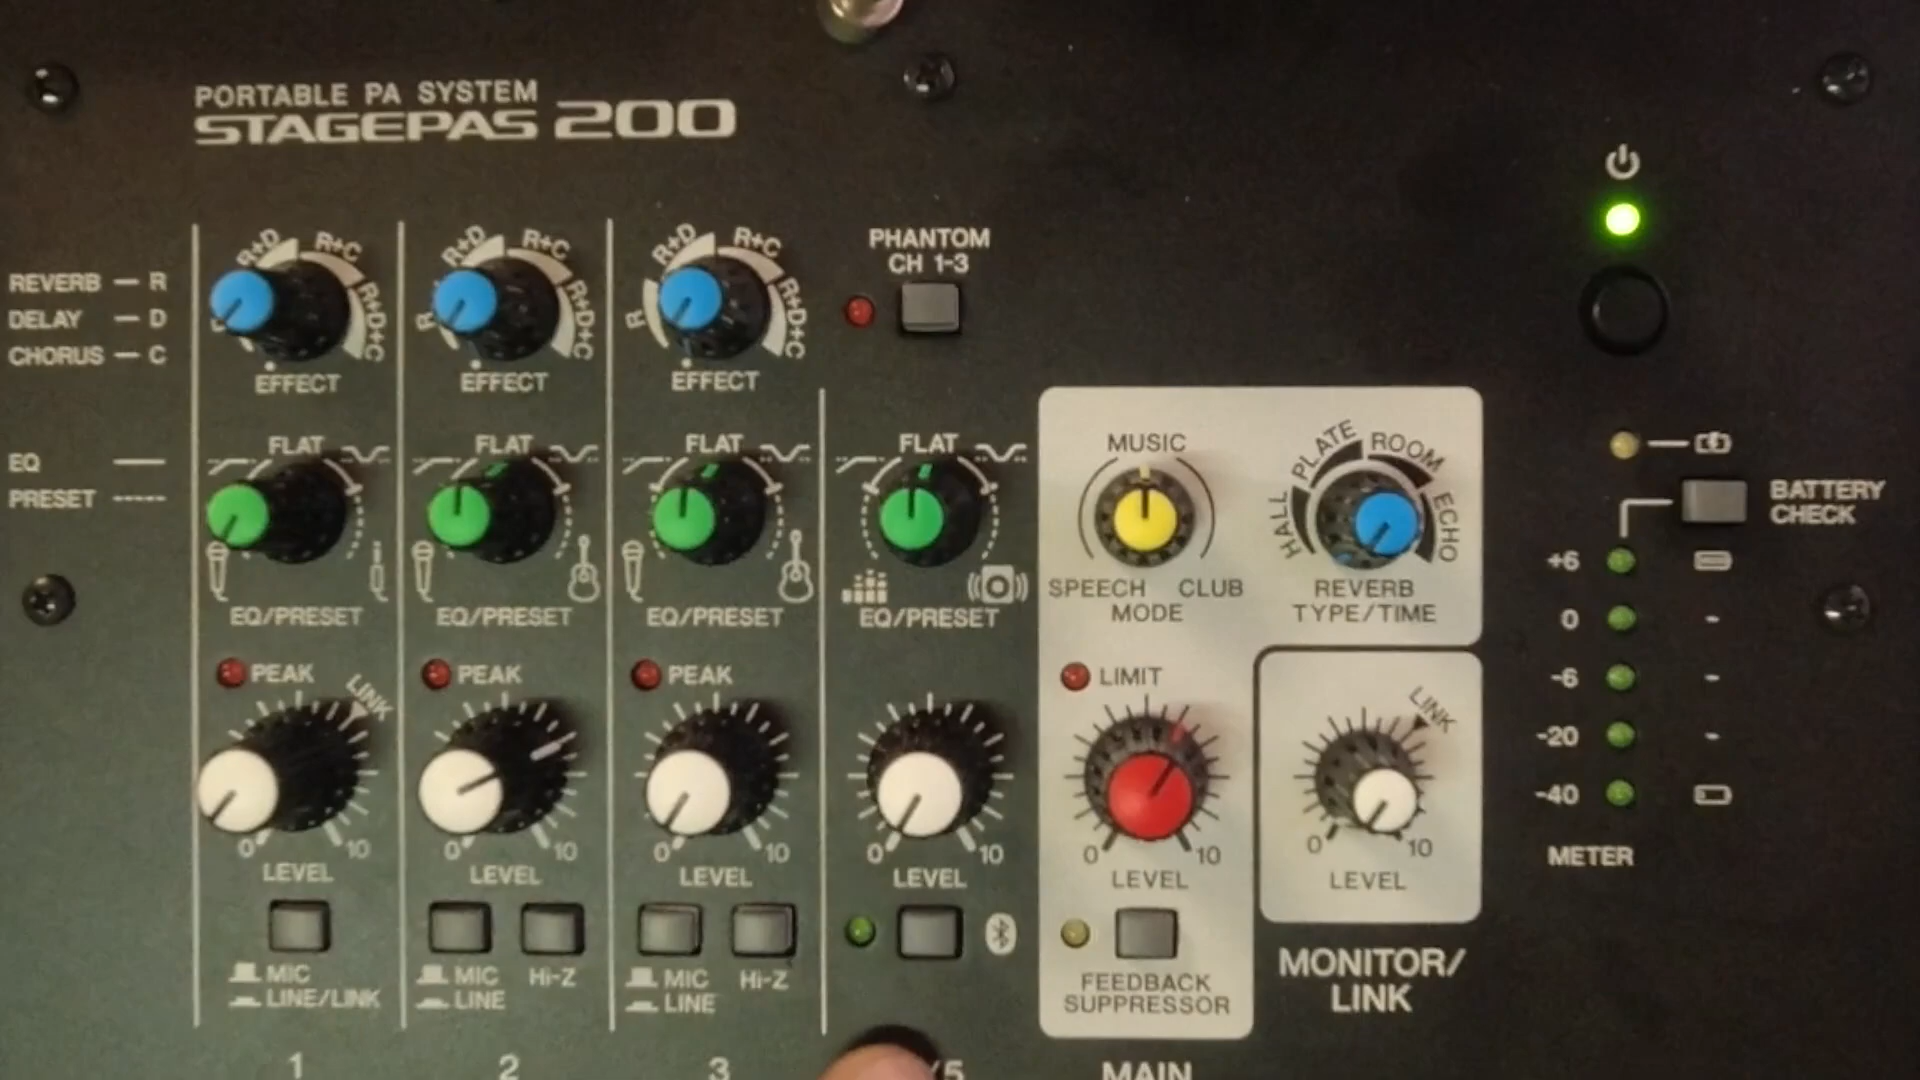 PORTABLE PA SYSTEM
STAGEPAS 200
REVERB — R
DELAY — D
CHORUS — C
R+D R+C R+D+C
EFFECT
R R+D R+C R+D+C
EFFECT
R R+D R+C R+D+C
EFFECT
PHANTOM
CH 1-3
EQ
PRESET
FLAT
EQ/PRESET
FLAT
EQ/PRESET
FLAT
EQ/PRESET
FLAT
EQ/PRESET
MUSIC
SPEECH CLUB
MODE
HALL PLATE ROOM ECHO
REVERB
TYPE/TIME
BATTERY
CHECK
+6
0
-6
-20
-40
METER
PEAK
LINK
0 10
LEVEL
PEAK
0 10
LEVEL
PEAK
0 10
LEVEL
0 10
LEVEL
LIMIT
0 10
LEVEL
LINK
0 10
LEVEL
MIC
LINE/LINK
MIC
LINE
Hi-Z
MIC
LINE
Hi-Z
FEEDBACK
SUPPRESSOR
MONITOR/
LINK
1
2
3
/5
MAIN